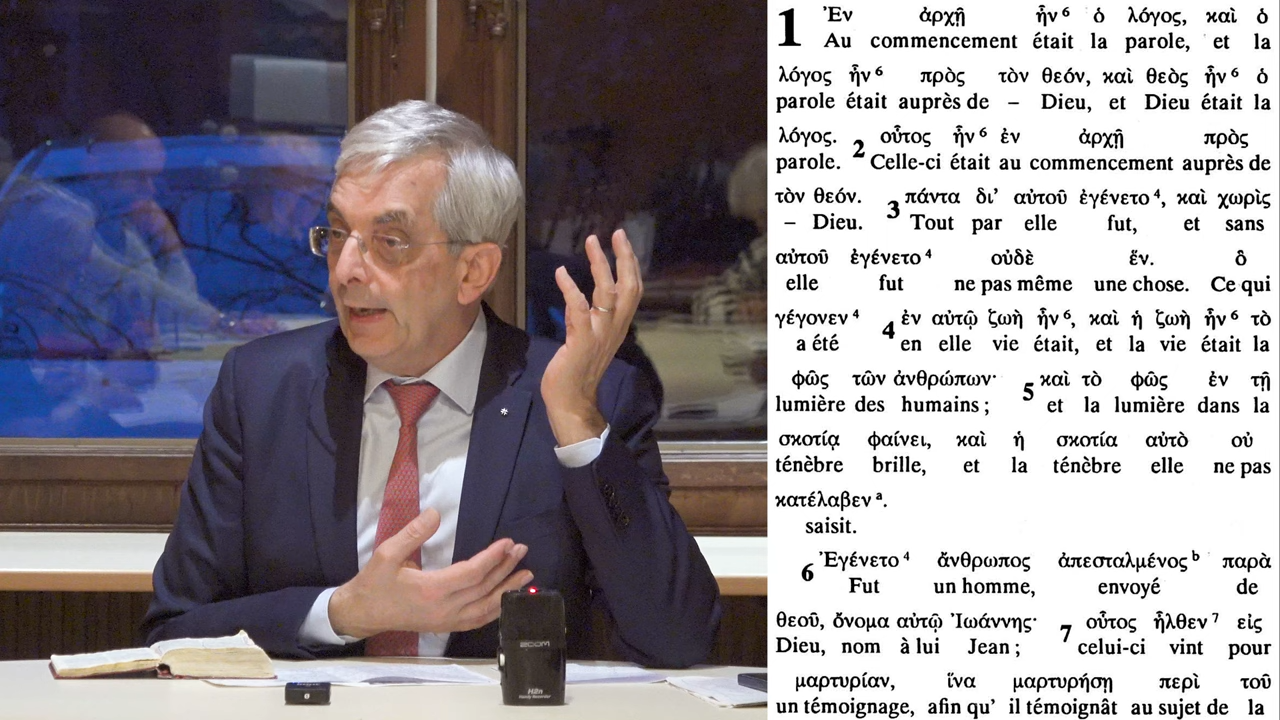 ZOOM
H2n
Handy Recorder
1 Ἐν ἀρχῇ ἦν⁶ ὁ λόγος, καὶ ὁ
Au commencement était la parole, et la
λόγος ἦν⁶ πρὸς τὸν θεόν, καὶ θεὸς ἦν⁶ ὁ
parole était auprès de – Dieu, et Dieu était la
λόγος. 2 οὗτος ἦν⁶ ἐν ἀρχῇ πρὸς
parole. Celle-ci était au commencement auprès de
τὸν θεόν. 3 πάντα δι’ αὐτοῦ ἐγένετο⁴, καὶ χωρὶς
– Dieu. Tout par elle fut, et sans
αὐτοῦ ἐγένετο⁴ οὐδὲ ἕν. ὃ
elle fut ne pas même une chose. Ce qui
γέγονεν⁴ 4 ἐν αὐτῷ ζωὴ ἦν⁶, καὶ ἡ ζωὴ ἦν⁶ τὸ
a été en elle vie était, et la vie était la
φῶς τῶν ἀνθρώπων· 5 καὶ τὸ φῶς ἐν τῇ
lumière des humains ; et la lumière dans la
σκοτίᾳ φαίνει, καὶ ἡ σκοτία αὐτὸ οὐ
ténèbre brille, et la ténèbre elle ne pas
κατέλαβενᵃ.
saisit.
6 Ἐγένετο⁴ ἄνθρωπος ἀπεσταλμένοςᵇ παρὰ
Fut un homme, envoyé de
θεοῦ, ὄνομα αὐτῷ Ἰωάννης· 7 οὗτος ἦλθεν⁷ εἰς
Dieu, nom à lui Jean ; celui-ci vint pour
μαρτυρίαν, ἵνα μαρτυρήσῃ περὶ τοῦ
un témoignage, afin qu’ il témoignât au sujet de la